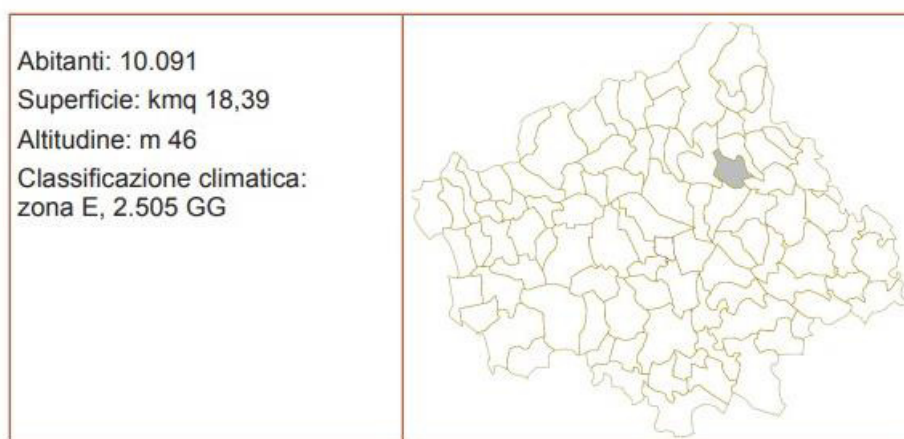 Abitanti: 10.091
Superficie: kmq 18,39
Altitudine: m 46
Classificazione climatica:
zona E, 2.505 GG